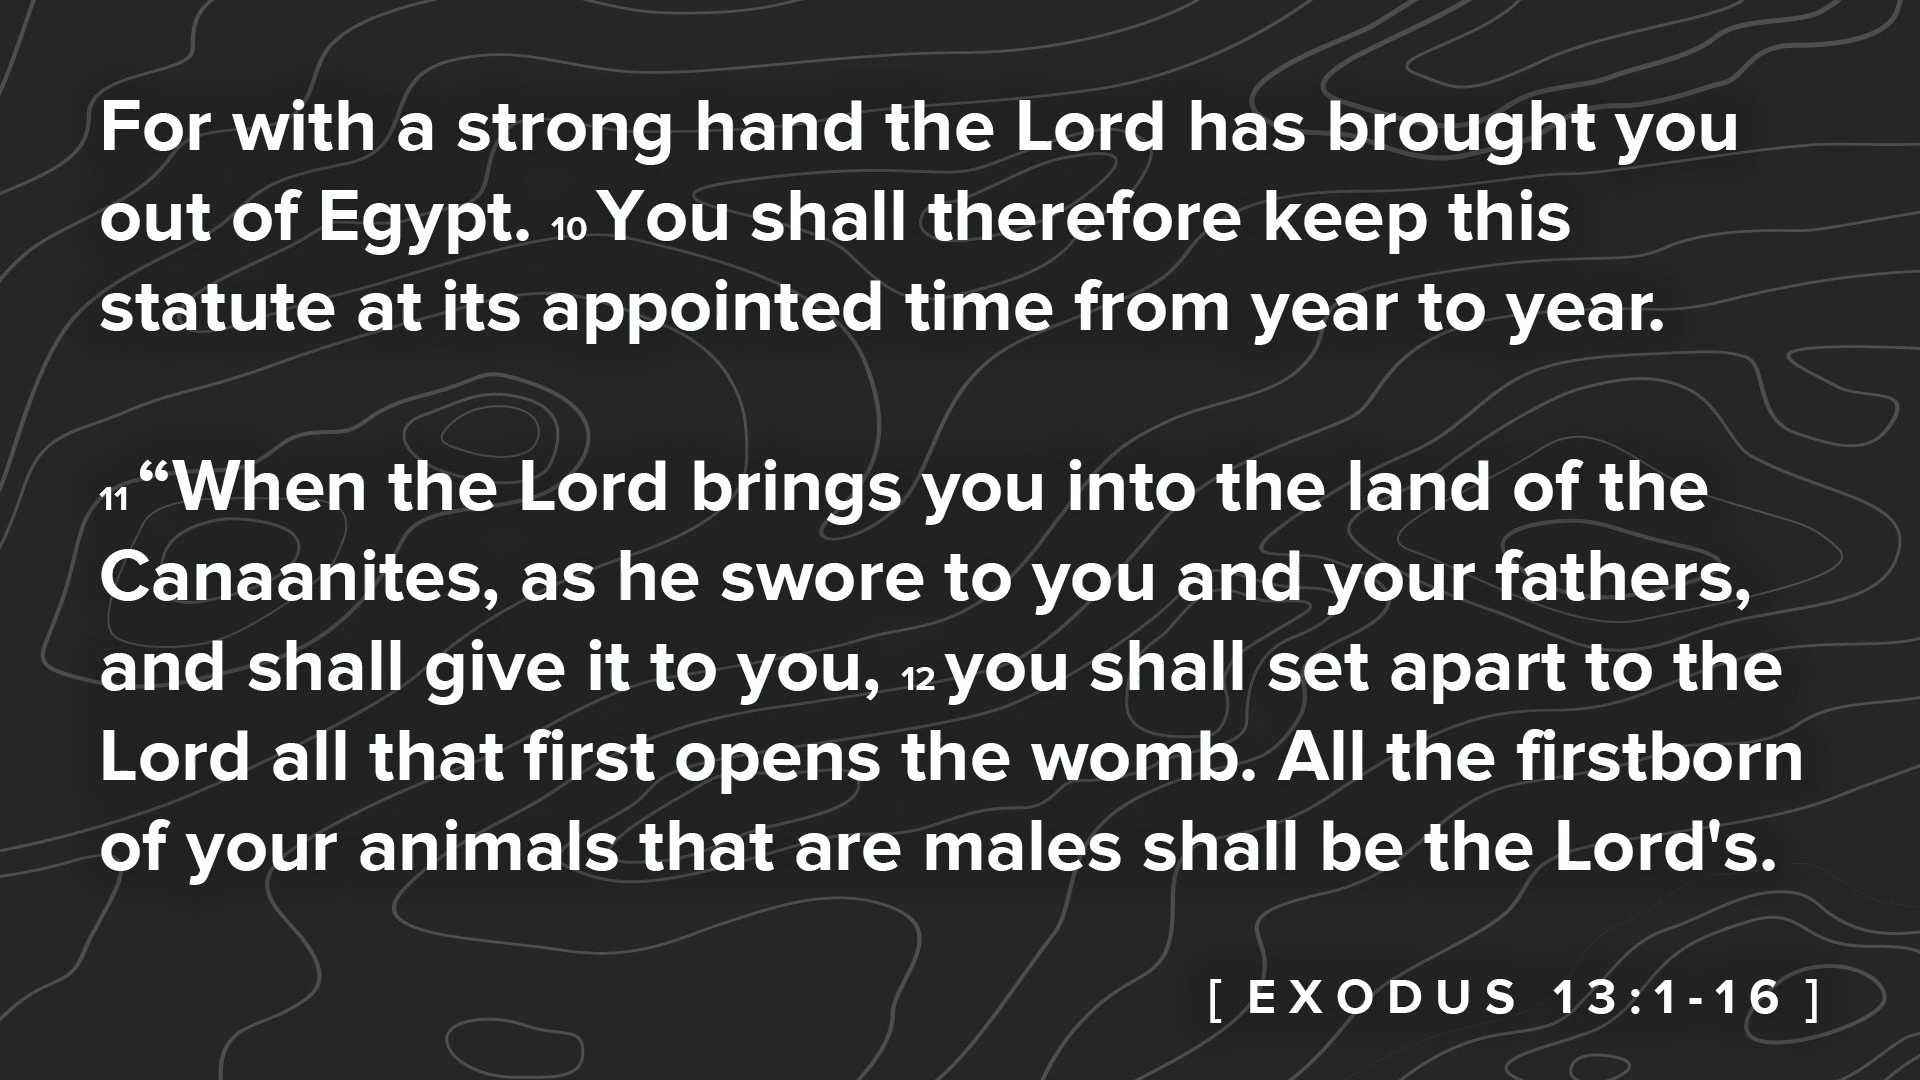 For with a strong hand the Lord has brought you
out of Egypt. 10 You shall therefore keep this
statute at its appointed time from year to year.
11 “When the Lord brings you into the land of the
Canaanites, as he swore to you and your fathers,
and shall give it to you, 12 you shall set apart to the
Lord all that first opens the womb. All the firstborn
of your animals that are males shall be the Lord's.
[ EXODUS 13:1-16 ]